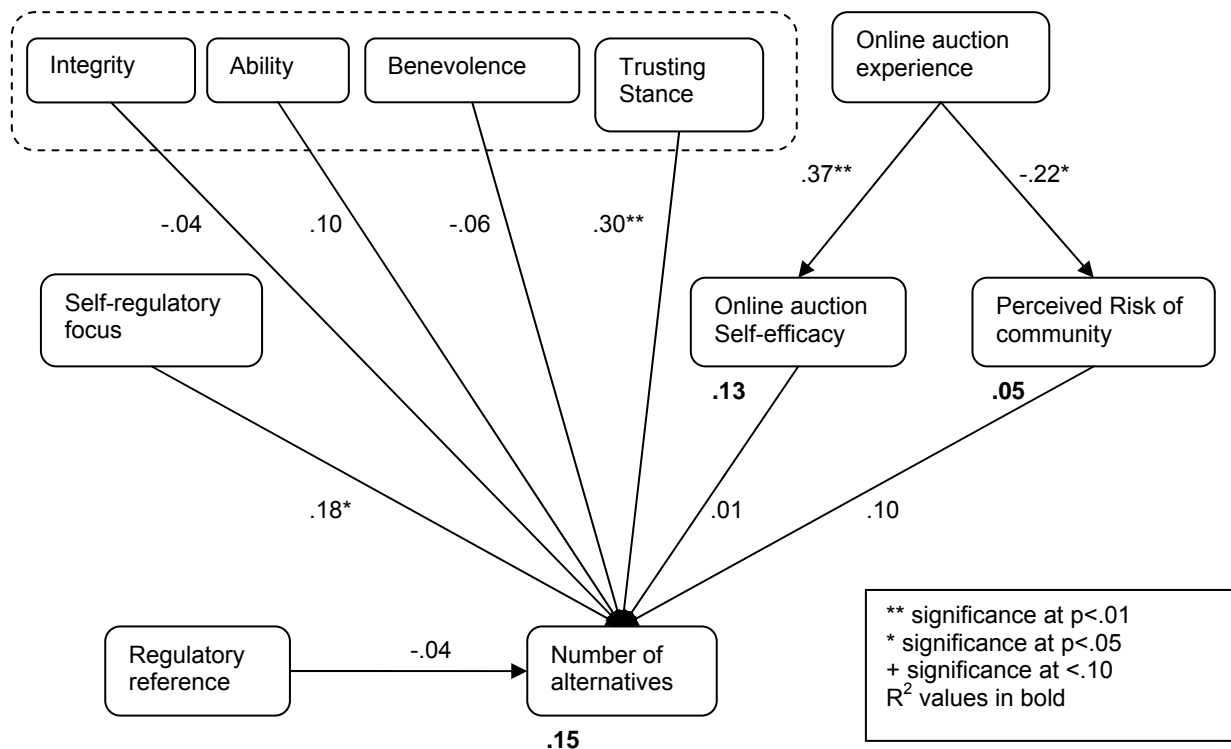 Integrity
Ability
Benevolence
Trusting
Stance
Online auction
experience
-.04
.10
-.06
.30**
.37**
-.22*
Self-regulatory
focus
Online auction
Self-efficacy
Perceived Risk of
community
.13
.05
.18*
.01
.10
Regulatory
reference
-.04
Number of
alternatives
.15
** significance at p<.01
* significance at p<.05
+ significance at <.10
R² values in bold